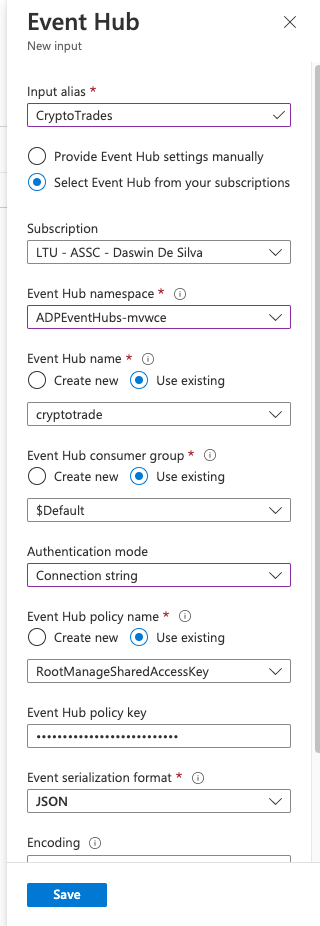 Event Hub
New input
Input alias *
CryptoTrades
Provide Event Hub settings manually
Select Event Hub from your subscriptions
Subscription
LTU - ASSC - Daswin De Silva
Event Hub namespace *
ADPEventHubs-mvwce
Event Hub name *
Create new Use existing
cryptotrade
Event Hub consumer group *
Create new Use existing
$Default
Authentication mode
Connection string
Event Hub policy name *
Create new Use existing
RootManageSharedAccessKey
Event Hub policy key
•••••••••••••••••••••••••••
Event serialization format *
JSON
Encoding
Save